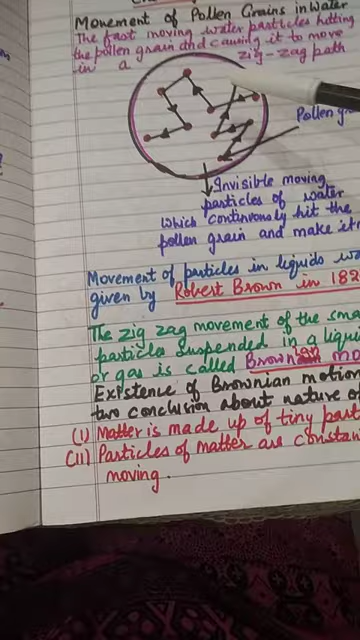 Movement of Pollen Grains in Water
The fast moving water particles hitting
the pollen grain and causing it to move
in a zig-zag path
Pollen
Invisible moving
particles of water
Which continuously hit the
pollen grain and make it
Movement of particles in liquids
given by Robert Brown in 182
The zig zag movement of the
particles suspended in a
or gas is called Brownian
Existence of Brownian motion
two conclusion about nature of
(i) Matter is made up of tiny
(ii) Particles of matter are
moving.